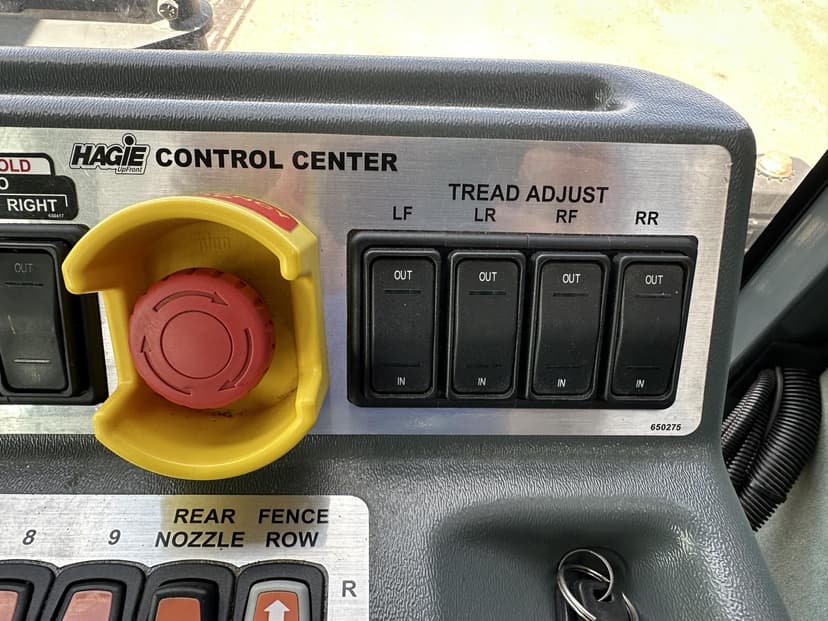 OLD
O
RIGHT
HAGIE
UpFront
CONTROL CENTER
TREAD ADJUST
LF LR RF RR
OUT OUT OUT OUT OUT
IN IN IN IN IN
650275
8 9 REAR NOZZLE FENCE ROW
R